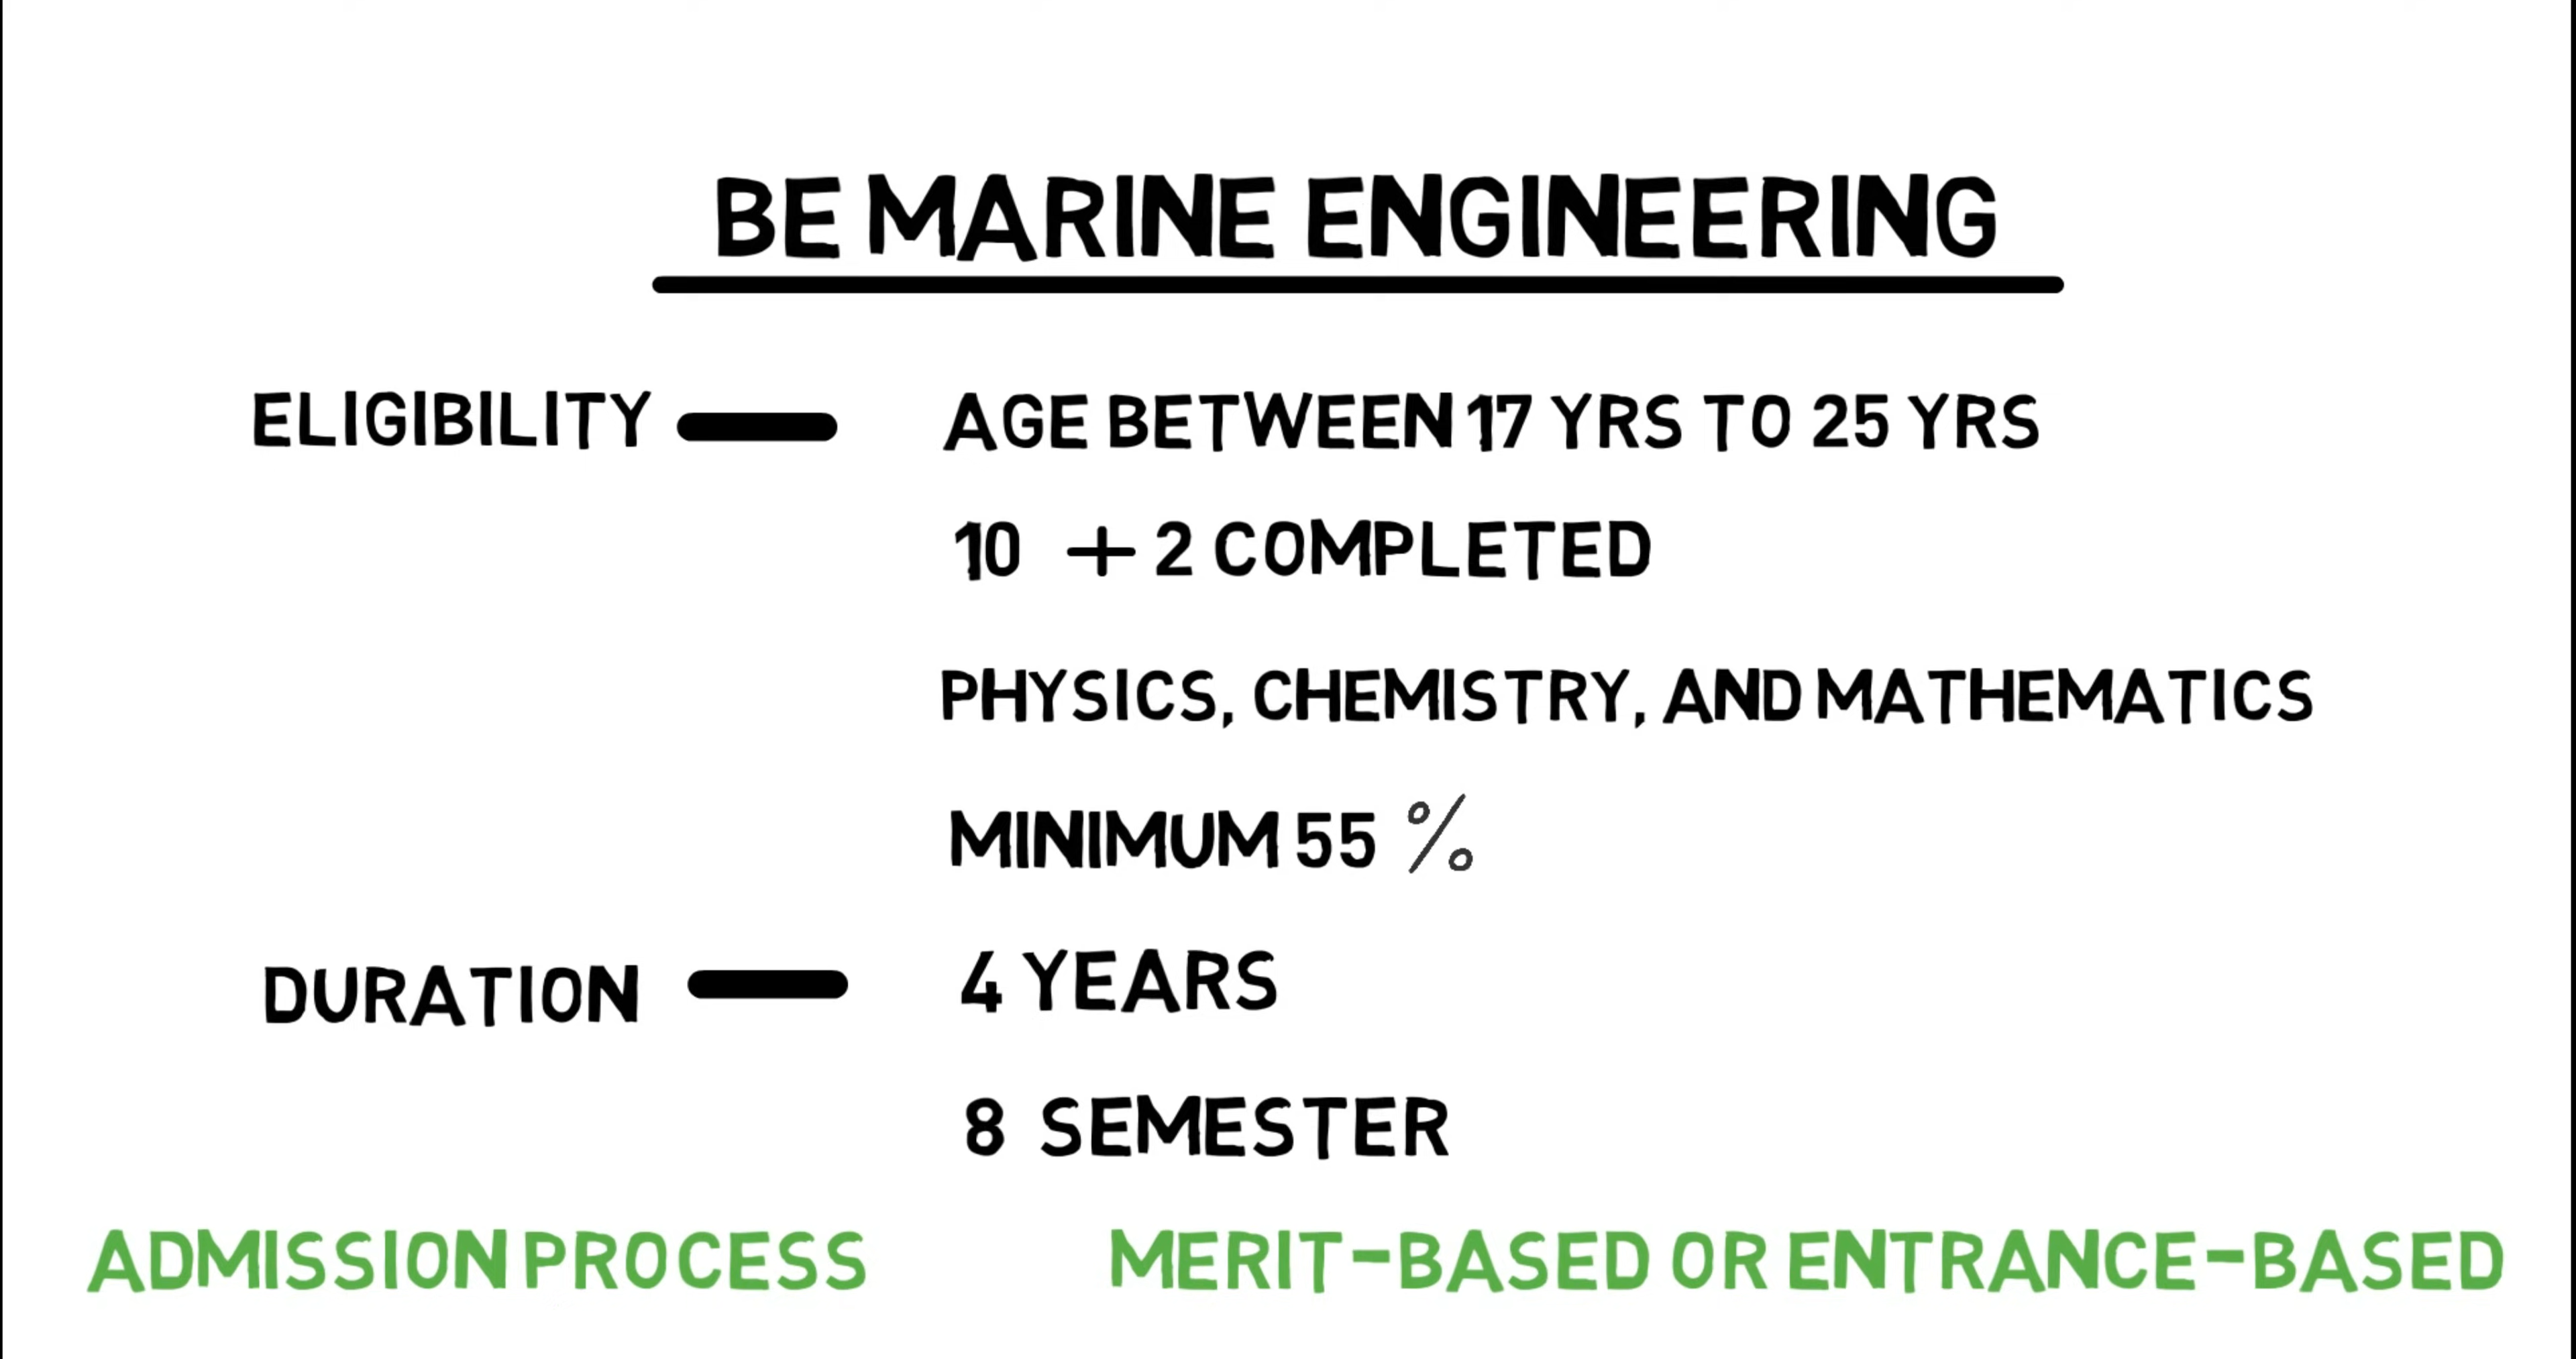 BE MARINE ENGINEERING
ELIGIBILITY — AGE BETWEEN 17 YRS TO 25 YRS
10 + 2 COMPLETED
PHYSICS, CHEMISTRY, AND MATHEMATICS
MINIMUM 55 %
DURATION — 4 YEARS
8 SEMESTER
ADMISSION PROCESS MERIT-BASED OR ENTRANCE-BASED